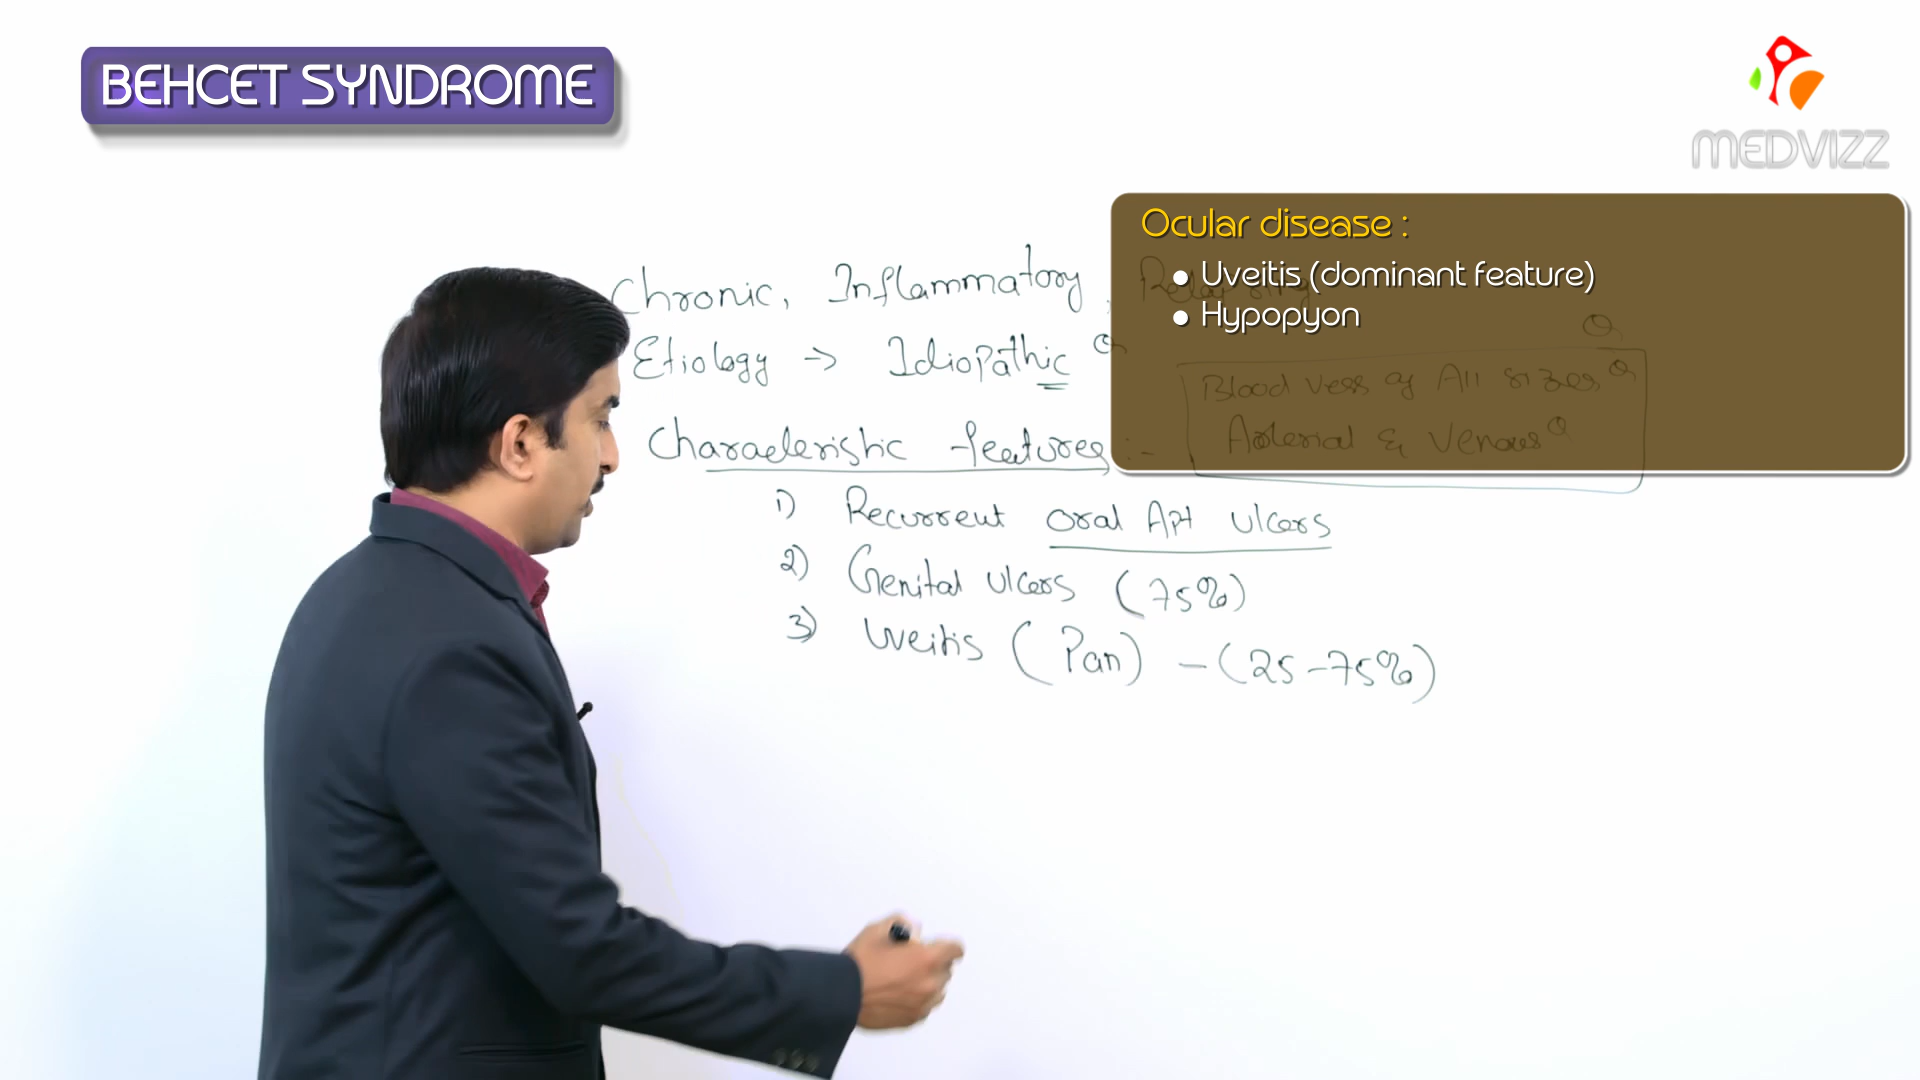 BEHCET SYNDROME
MEDVIZZ
Ocular disease :
• Uveitis (dominant feature)
• Hypopyon
Chronic, Inflammatory, Relapsing
Etiology → Idiopathic
Characteristic features :-
Blood Vess of All sizes
Arterial & Venous
1) Recurrent oral Apt ulcers
2) Genital ulcers (75%)
3) Uveitis (Pan) - (25-75%)